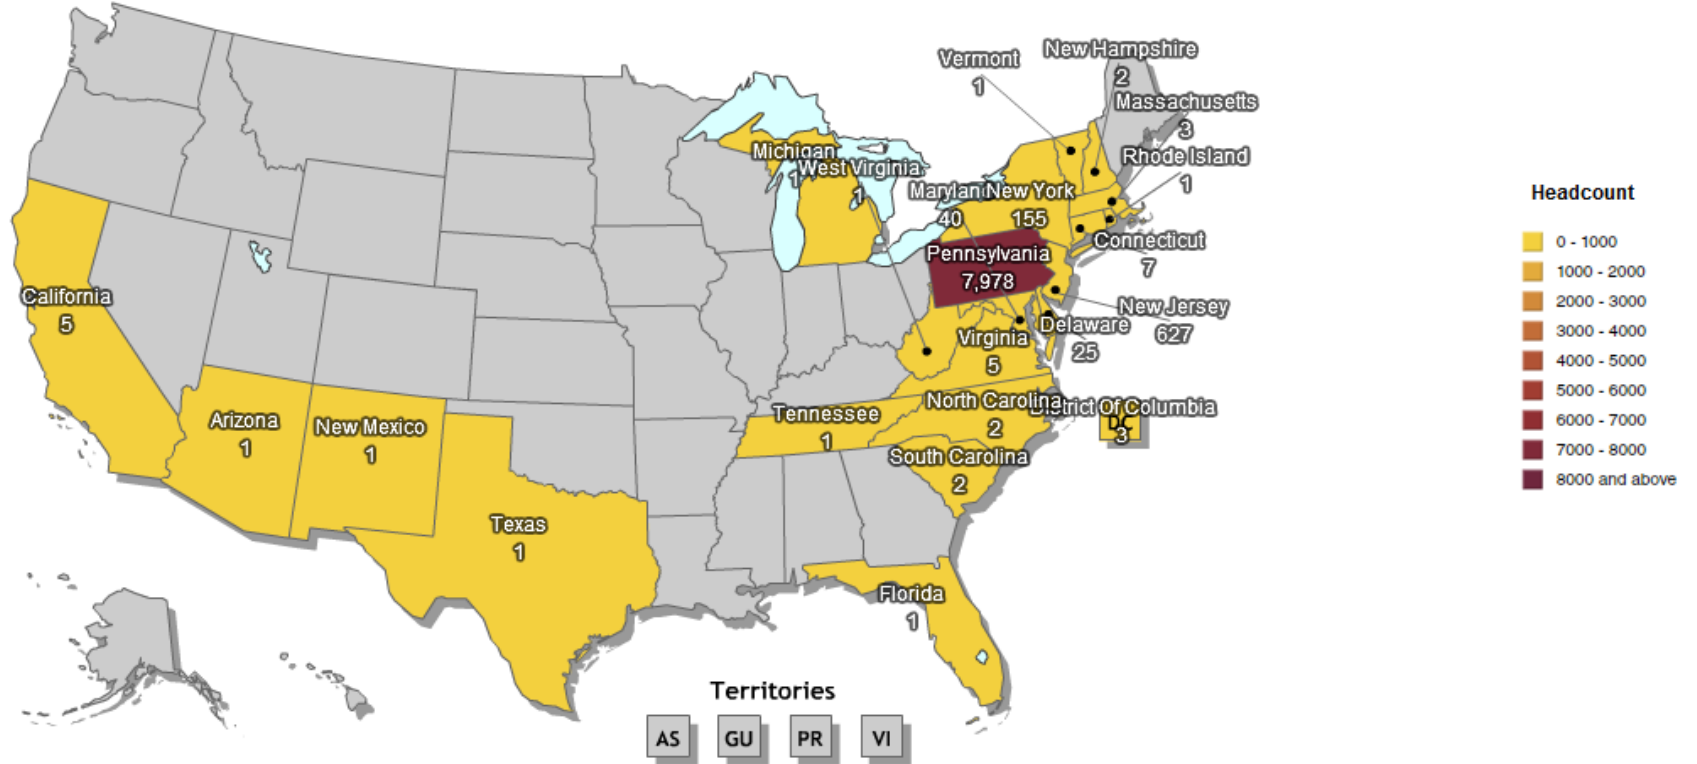 Vermont
1
New Hampshire
2
Massachusetts
3
Rhode Island
1
Michigan
1
West Virginia
1
Marylan
40
New York
155
Connecticut
7
Pennsylvania
7,978
New Jersey
627
Delaware
25
Virginia
5
California
5
Arizona
1
New Mexico
1
Texas
1
Tennessee
1
North Carolina
2
District Of Columbia
DC
3
South Carolina
2
Florida
1
Headcount
0 - 1000
1000 - 2000
2000 - 3000
3000 - 4000
4000 - 5000
5000 - 6000
6000 - 7000
7000 - 8000
8000 and above
Territories
AS
GU
PR
VI